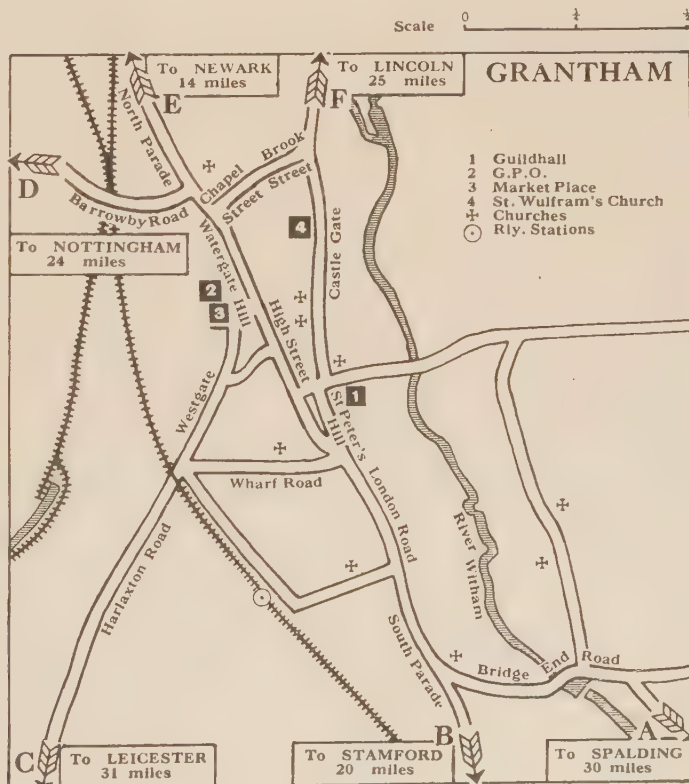 Scale
0
To NEWARK
14 miles
To LINCOLN
25 miles
GRANTHAM
E
F
North Parade
Chapel Street
Brook Street
1 Guildhall
2 G.P.O.
3 Market Place
4 St. Wulfram's Church
Churches
Rly. Stations
D
Barrowby Road
To NOTTINGHAM
24 miles
Watergate Hill
4
Castle Gate
2
3
High Street
Westgate
1
St Peter's Hill
Wharf Road
London Road
River Witham
Harlaxton Road
South Parade
Bridge End Road
C
To LEICESTER
31 miles
To STAMFORD
20 miles
B
A
To SPALDING
30 miles